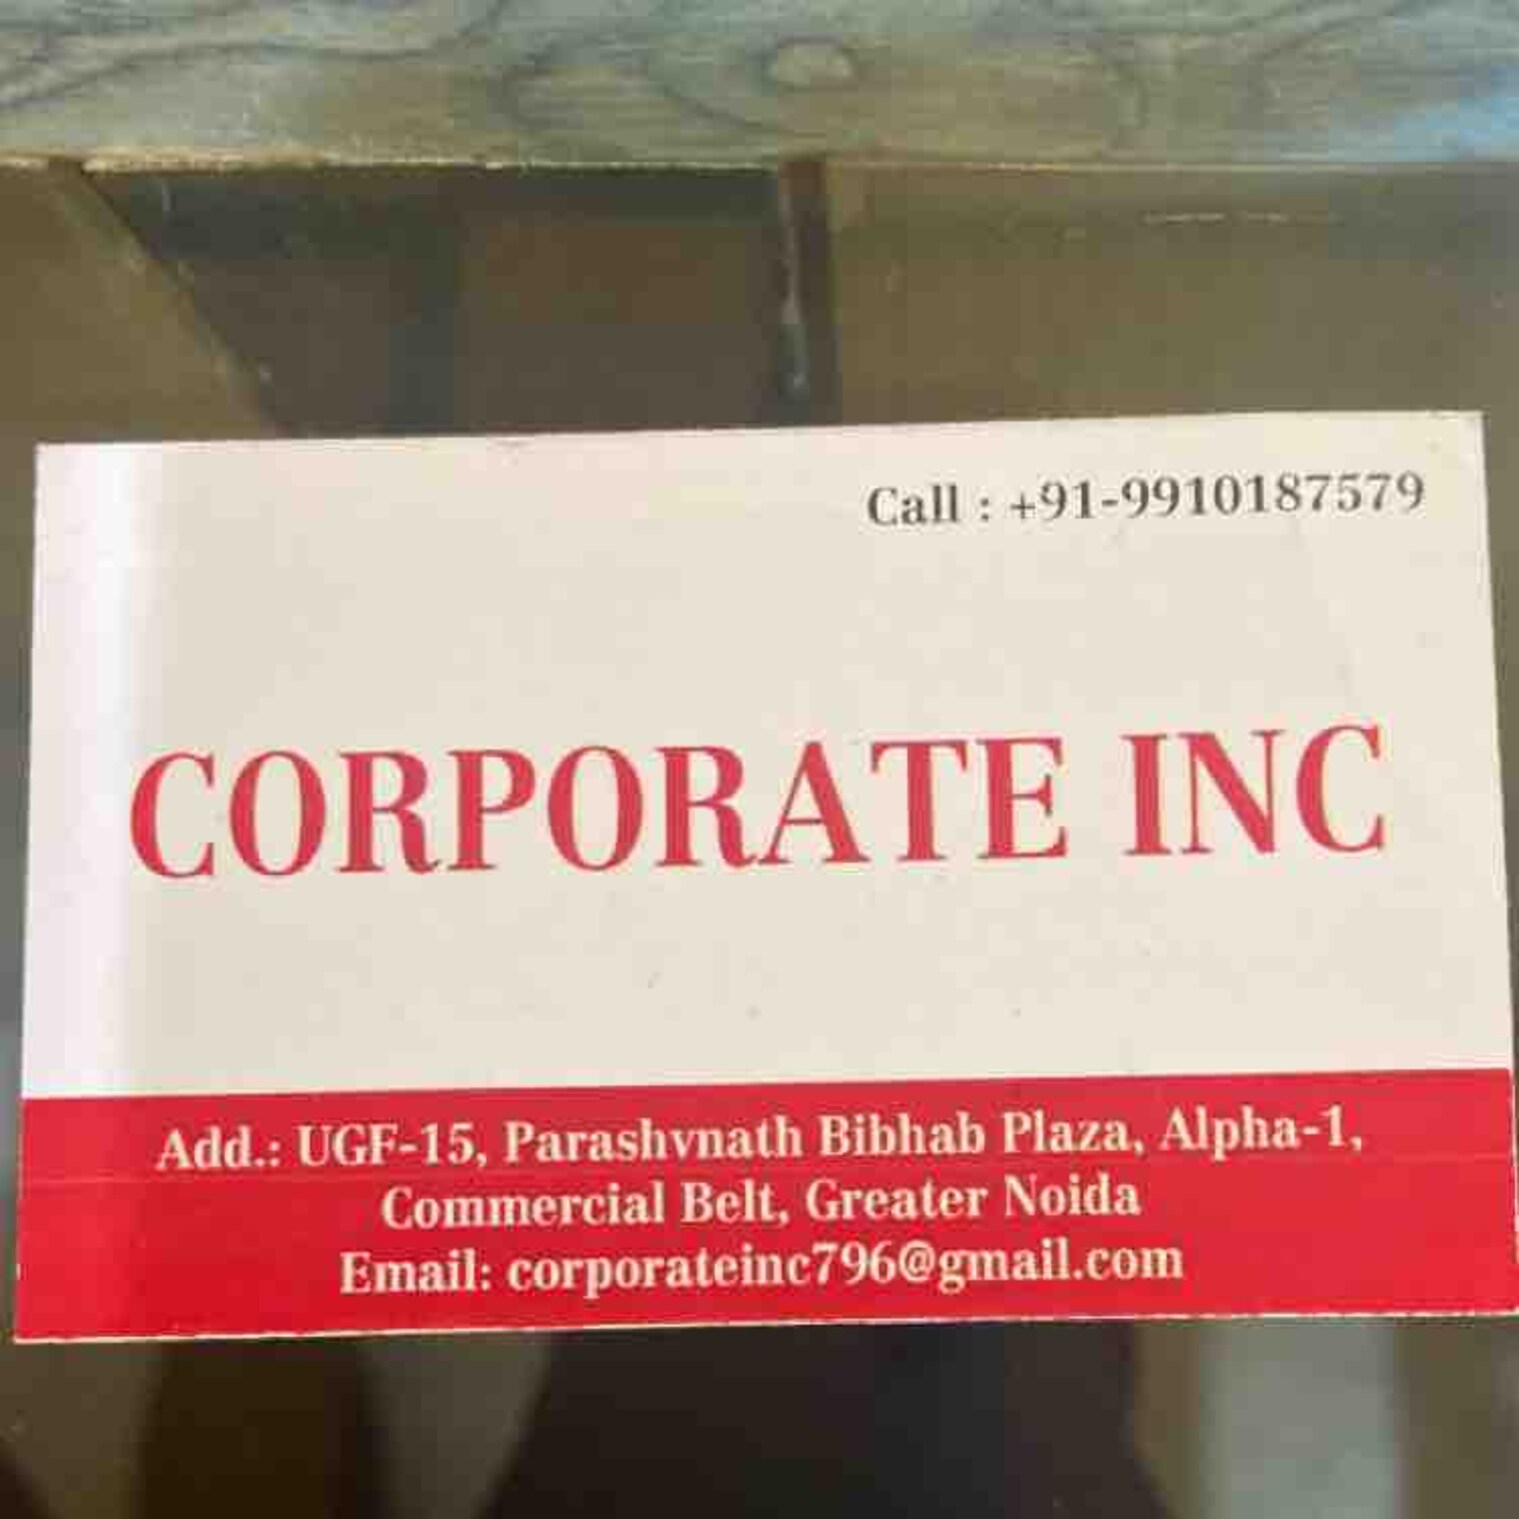 Call : +91-9910187579
CORPORATE INC
Add.: UGF-15, Parashvnath Bibhab Plaza, Alpha-1,
Commercial Belt, Greater Noida
Email: corporateinc796@gmail.com